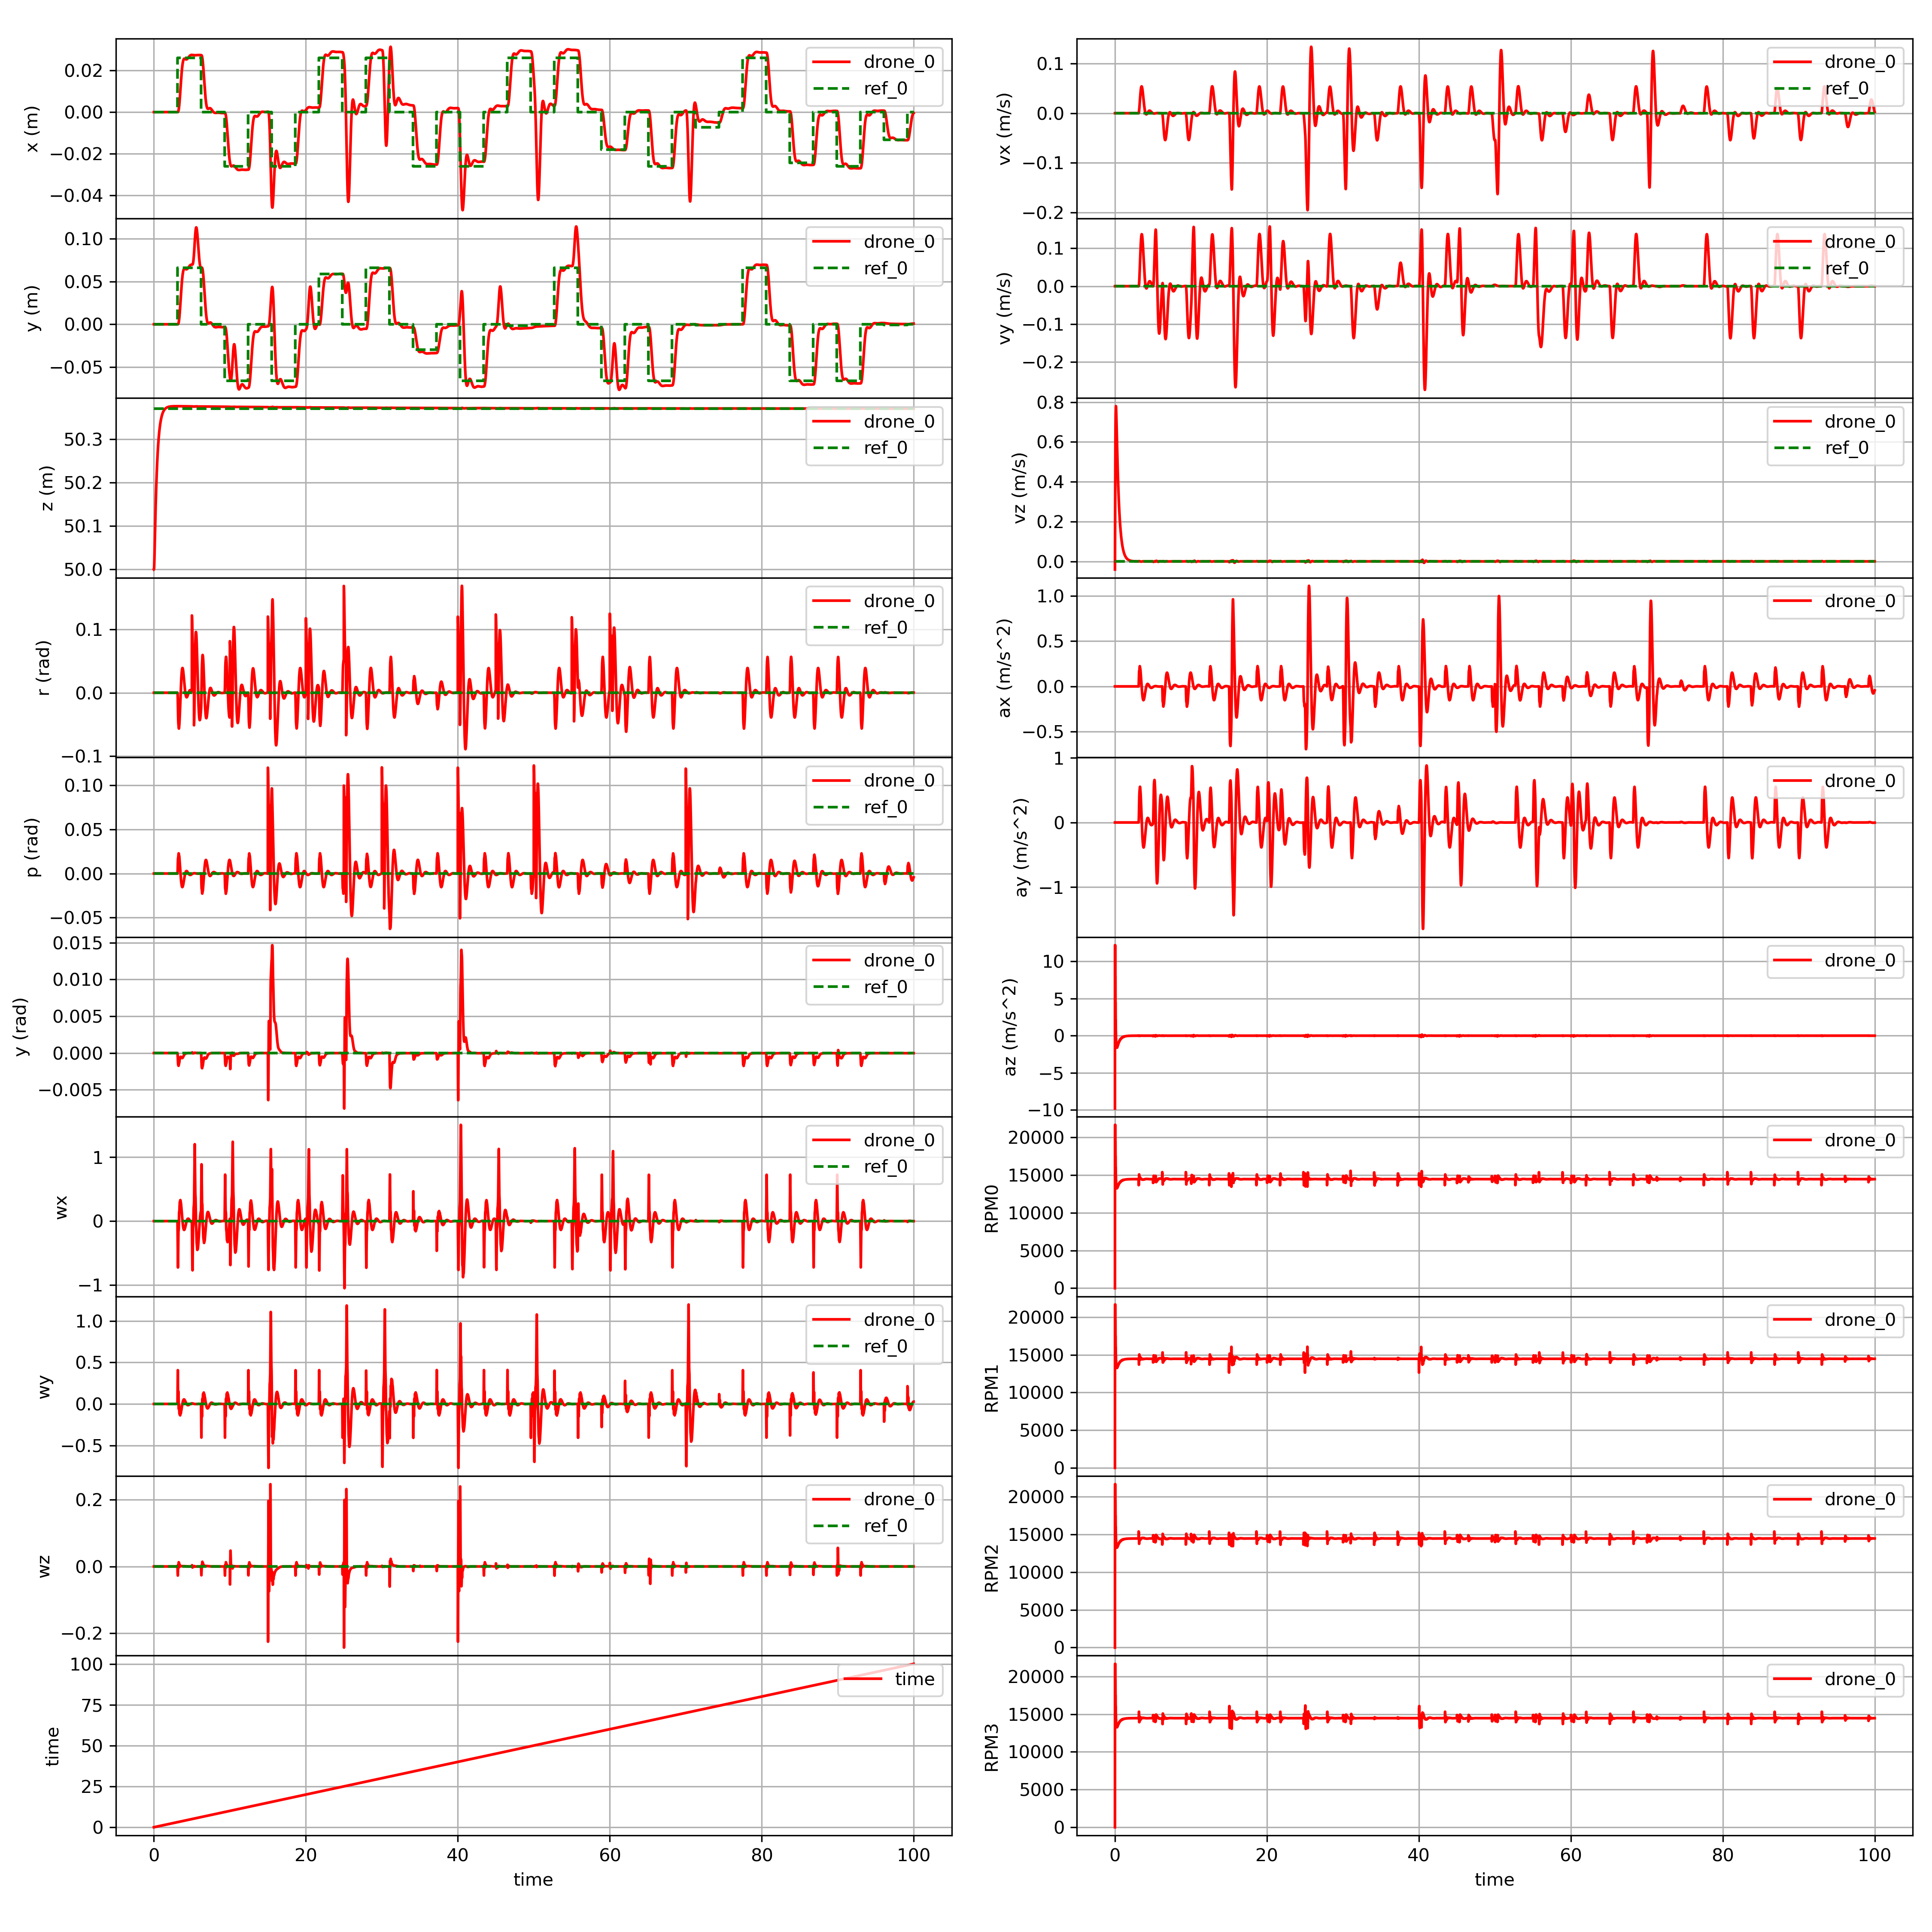 x (m)
0.02
0.00
−0.02
−0.04
drone_0
ref_0
y (m)
0.10
0.05
0.00
−0.05
drone_0
ref_0
z (m)
50.3
50.2
50.1
50.0
drone_0
ref_0
r (rad)
0.1
0.0
−0.1
drone_0
ref_0
p (rad)
0.10
0.05
0.00
−0.05
drone_0
ref_0
y (rad)
0.015
0.010
0.005
0.000
−0.005
drone_0
ref_0
wx
1
0
−1
drone_0
ref_0
wy
1.0
0.5
0.0
−0.5
drone_0
ref_0
wz
0.2
0.0
−0.2
drone_0
ref_0
time
100
75
50
25
0
time
0 20 40 60 80 100
time
vx (m/s)
0.1
0.0
−0.1
−0.2
drone_0
ref_0
vy (m/s)
0.1
0.0
−0.1
−0.2
drone_0
ref_0
vz (m/s)
0.8
0.6
0.4
0.2
0.0
drone_0
ref_0
ax (m/s^2)
1.0
0.5
0.0
−0.5
drone_0
ay (m/s^2)
1
0
−1
drone_0
az (m/s^2)
10
5
0
−5
−10
drone_0
RPM0
20000
15000
10000
5000
0
drone_0
RPM1
20000
15000
10000
5000
0
drone_0
RPM2
20000
15000
10000
5000
0
drone_0
RPM3
20000
15000
10000
5000
0
drone_0
0 20 40 60 80 100
time